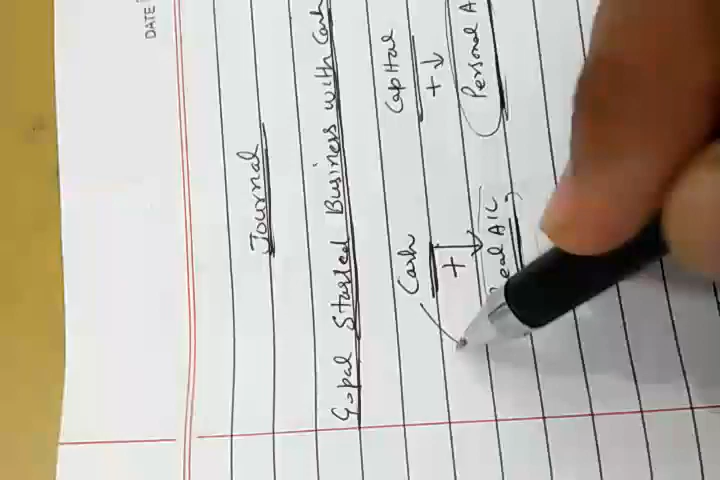 DATE
Journal
Gopal Started Business with Cash
Cash Capital
+ ↓ + ↓
Real A/C, Personal A